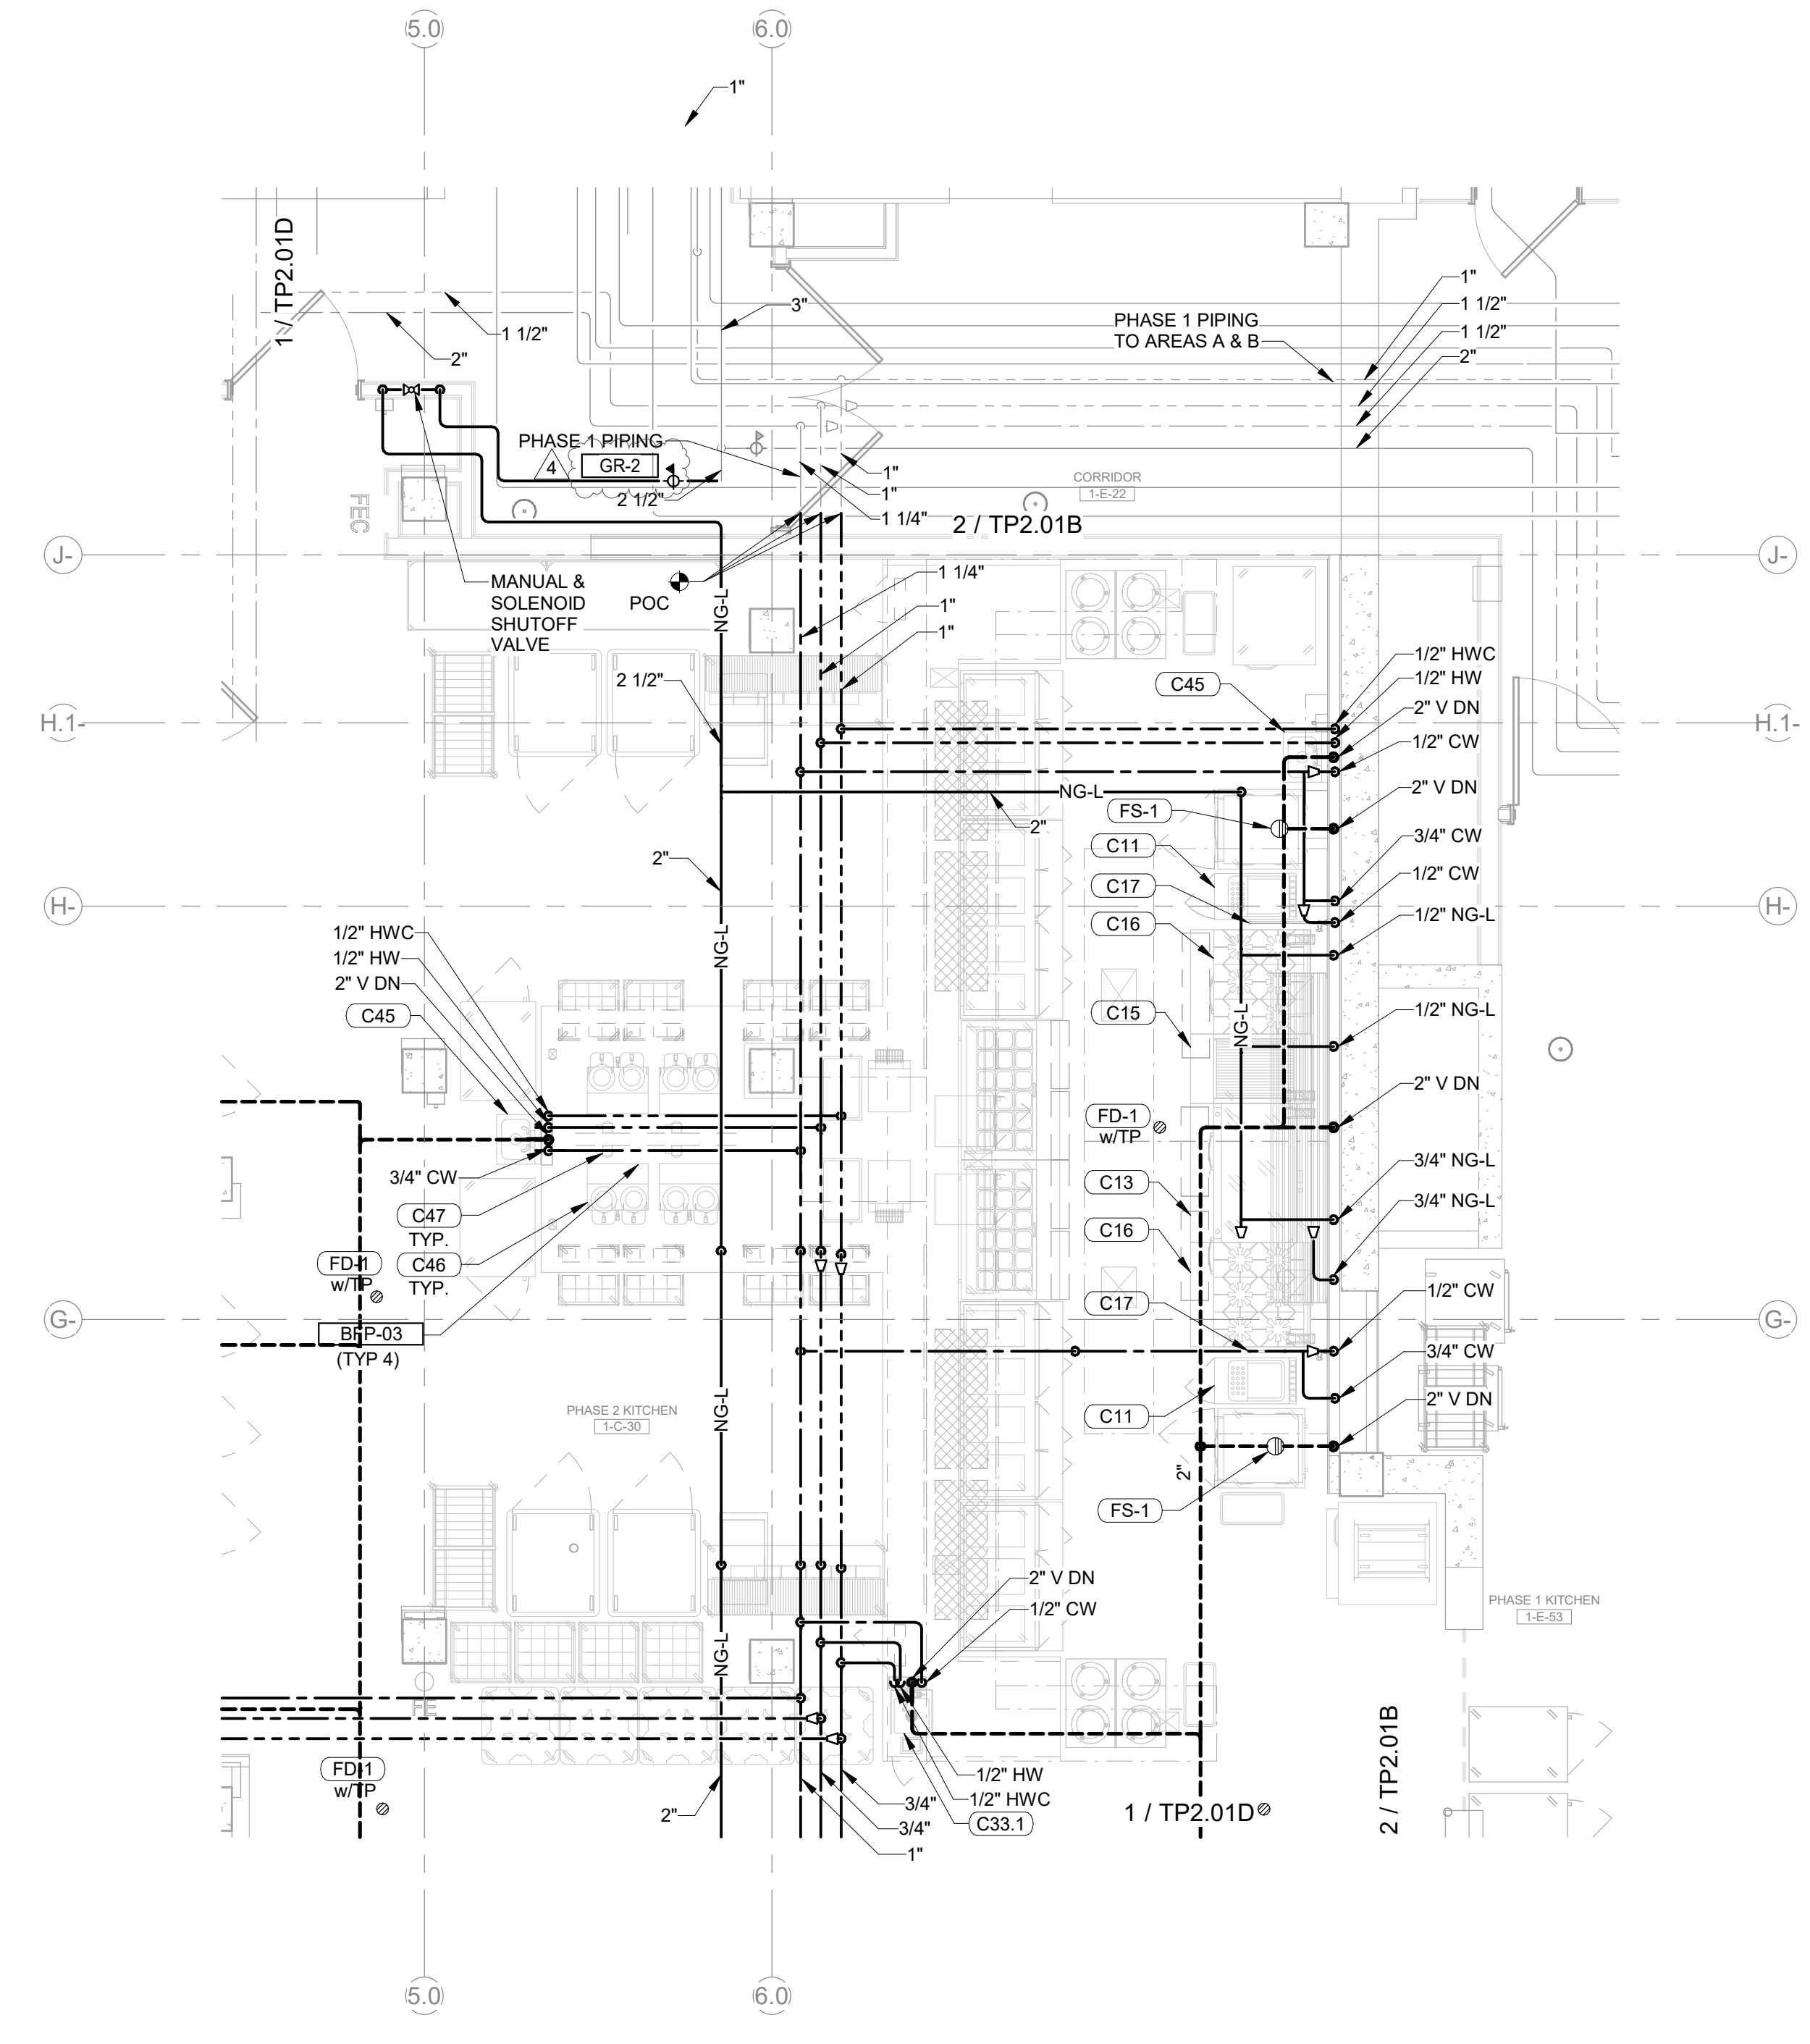 (5.0)
(6.0)
1"
1 / TP2.01D
3"
1"
1 1/2"
PHASE 1 PIPING
TO AREAS A & B
1 1/2"
1 1/2"
2"
2"
PHASE 1 PIPING
4
GR-2
1"
1"
2 1/2"
1 1/4"
CORRIDOR
1-E-22
FEC
2 / TP2.01B
J-
J-
MANUAL &
SOLENOID
SHUTOFF
VALVE
POC
NG-L
1 1/4"
1"
1"
2 1/2"
C45
1/2" HWC
1/2" HW
2" V DN
1/2" CW
H.1-
H.1-
NG-L
2"
FS-1
2" V DN
2"
C11
3/4" CW
C17
1/2" CW
H-
H-
C16
1/2" NG-L
1/2" HWC
1/2" HW
2" V DN
C45
NG-L
C15
NG-L
1/2" NG-L
2" V DN
FD-1
w/TP
3/4" CW
C47
TYP.
C46
TYP.
FD-1
w/TP
C13
3/4" NG-L
C16
3/4" NG-L
BFP-03
(TYP 4)
G-
G-
C17
1/2" CW
3/4" CW
PHASE 2 KITCHEN
1-C-30
NG-L
C11
2" V DN
2"
FS-1
2" V DN
1/2" CW
PHASE 1 KITCHEN
1-E-53
NG-L
FE
FD-1
w/TP
2"
3/4"
3/4"
1"
1/2" HW
1/2" HWC
C33.1
1 / TP2.01D
2 / TP2.01B
(5.0)
(6.0)